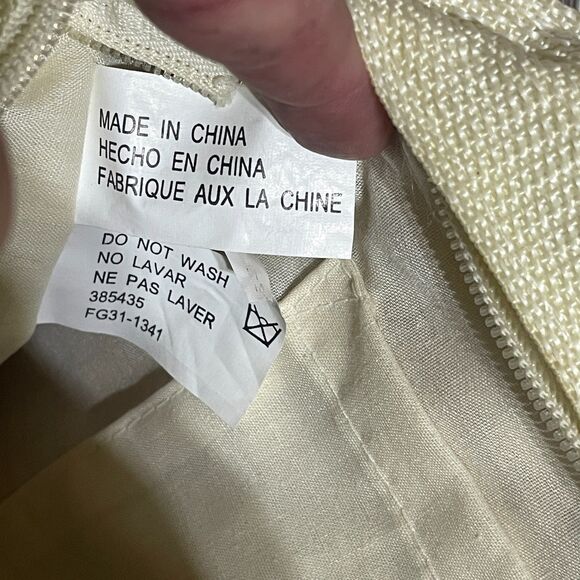 MADE IN CHINA
HECHO EN CHINA
FABRIQUE AUX LA CHINE
DO NOT WASH
NO LAVAR
NE PAS LAVER
385435
FG31-1341